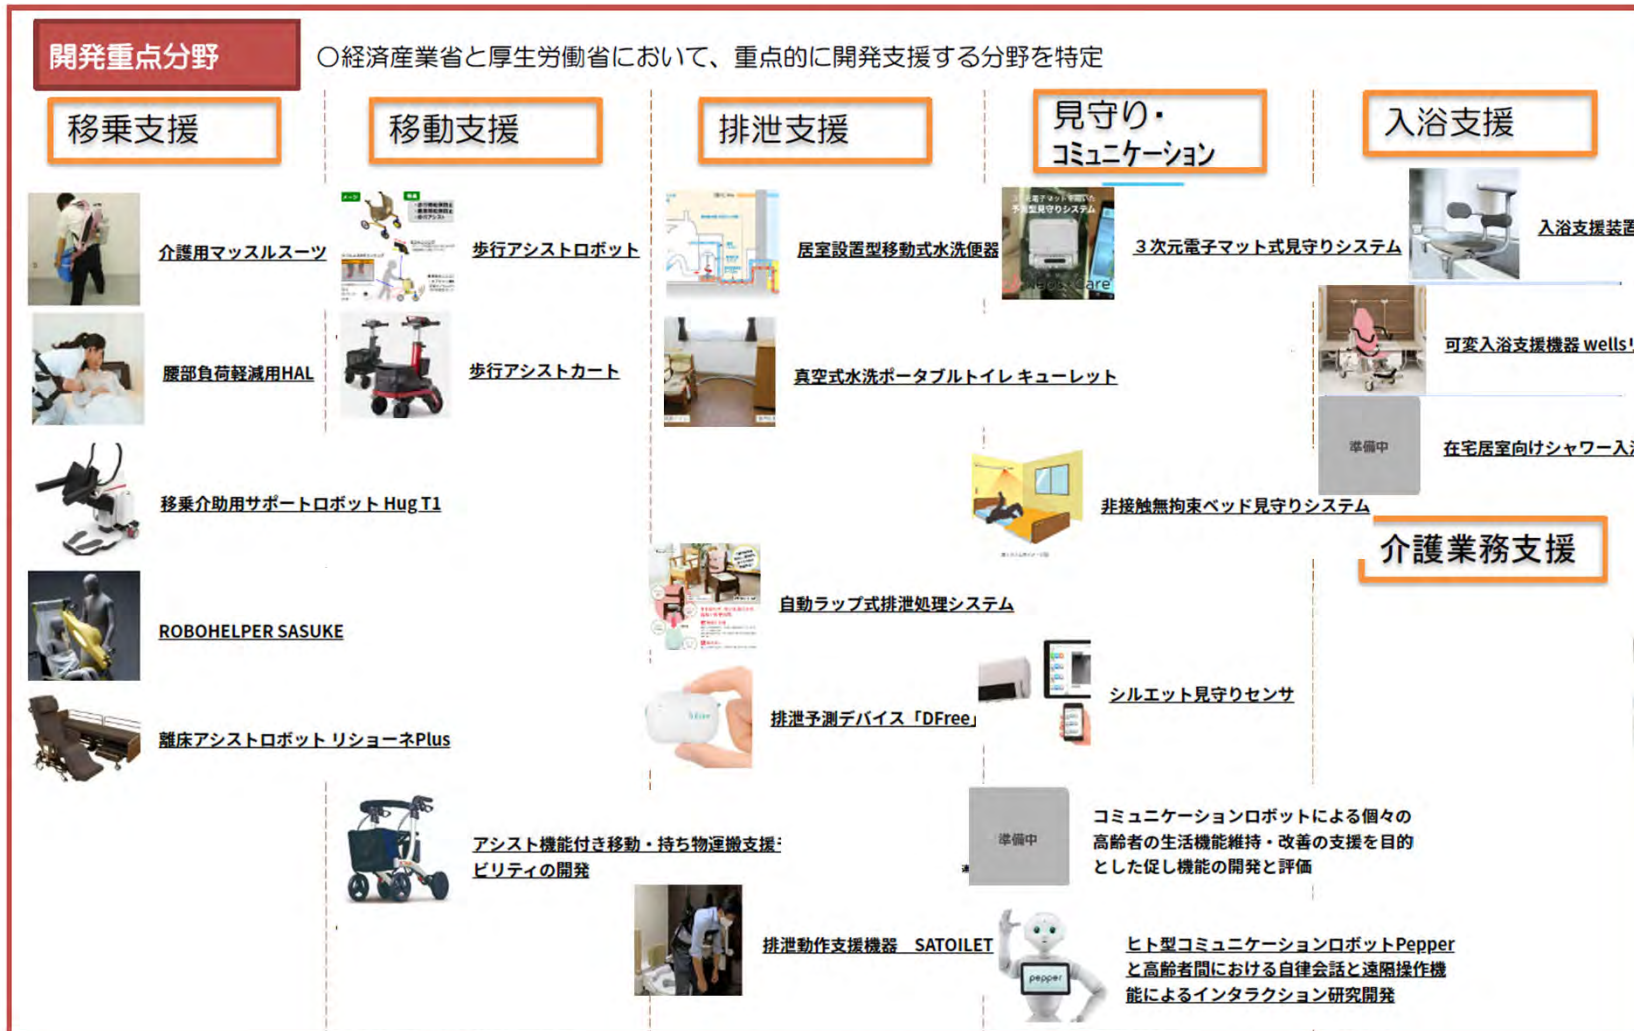 開発重点分野
○経済産業省と厚生労働省において、重点的に開発支援する分野を特定
移乗支援
介護用マッスルスーツ
腰部負荷軽減用HAL
移乗介助用サポートロボット Hug T1
ROBOHELPER SASUKE
離床アシストロボット リショーネPlus
移動支援
歩行アシストロボット
歩行アシストカート
アシスト機能付き移動・持ち物運搬支援モ
ビリティの開発
排泄支援
居室設置型移動式水洗便器
真空式水洗ポータブルトイレ キューレット
自動ラップ式排泄処理システム
排泄予測デバイス「DFree」
排泄動作支援機器　SATOILET
見守り・
コミュニケーション
予測型見守りシステム
3次元電子マット式見守りシステム
非接触無拘束ベッド見守りシステム
シルエット見守りセンサ
準備中
コミュニケーションロボットによる個々の
高齢者の生活機能維持・改善の支援を目的
とした促し機能の開発と評価
pepper
ヒト型コミュニケーションロボットPepper
と高齢者間における自律会話と遠隔操作機
能によるインタラクション研究開発
入浴支援
入浴支援装置
可変入浴支援機器 wells
準備中
在宅居室向けシャワー入
介護業務支援